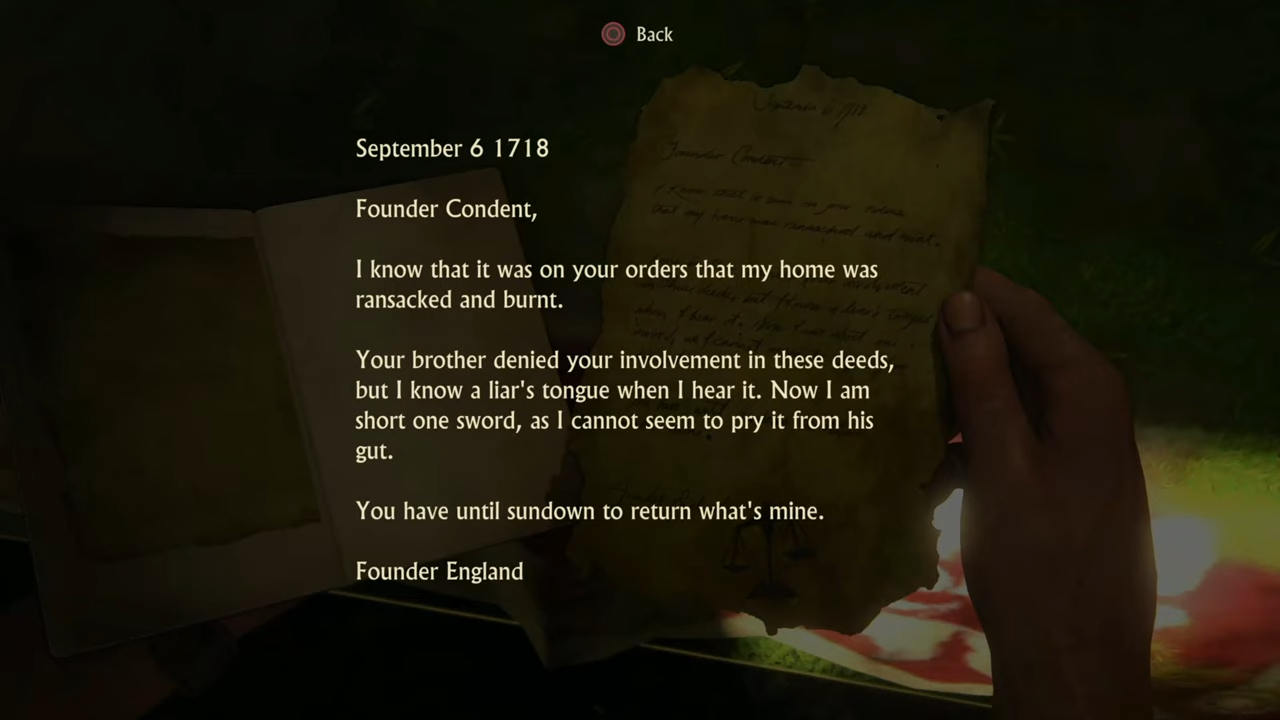 Back
September 6 1718
Founder Condent,
I know that it was on your orders that my home was
ransacked and burnt.
Your brother denied your involvement in these deeds,
but I know a liar's tongue when I hear it. Now I am
short one sword, as I cannot seem to pry it from his
gut.
You have until sundown to return what's mine.
Founder England